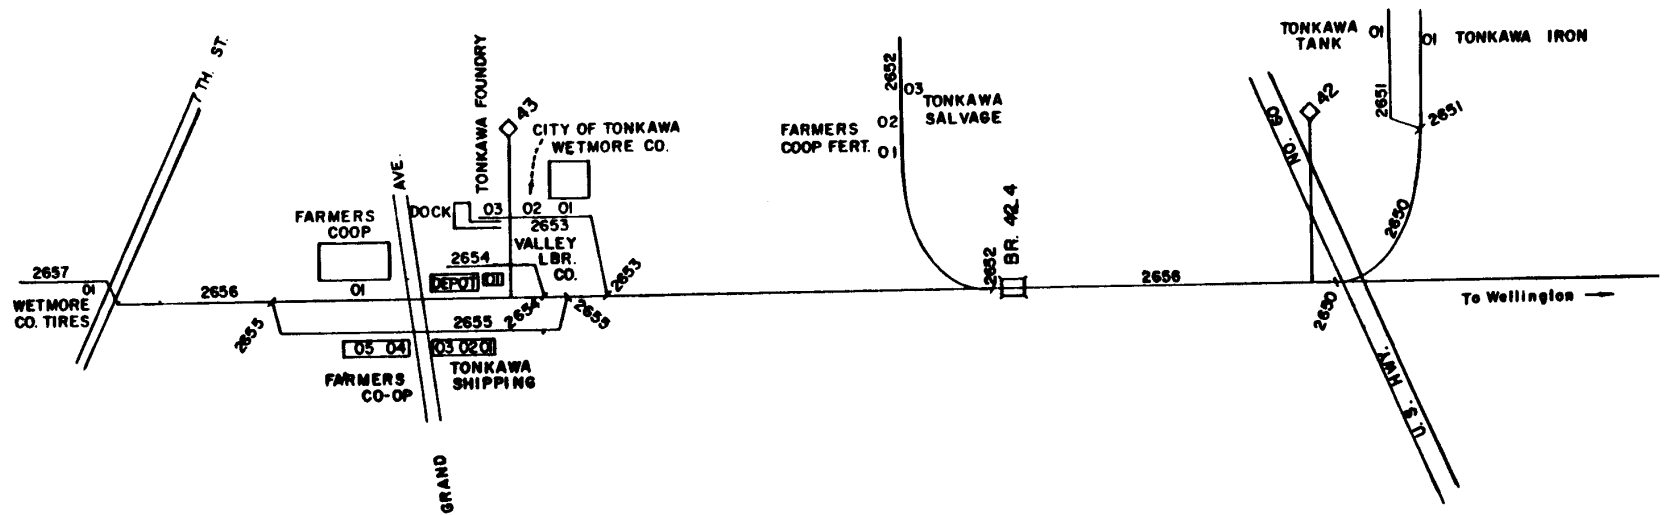 7TH. ST.
2657
01
WETMORE
CO. TIRES
2656
2655
FARMERS
COOP
01
AVE.
GRAND
DOCK
TONKAWA FOUNDRY
43
CITY OF TONKAWA
WETMORE CO.
03 02 01
2653
2653
VALLEY
LBR.
CO.
2654
DEPOT
01
2654
2655
2655
05 04
03 02 01
FARMERS
CO-OP
TONKAWA
SHIPPING
2652
03
TONKAWA
SALVAGE
FARMERS
COOP FERT.
02
01
2652
BR. 42.4
2656
U.S. HWY. NO. 60
42
2650
2650
TONKAWA
TANK
01
01
TONKAWA IRON
2651
2651
To Wellington